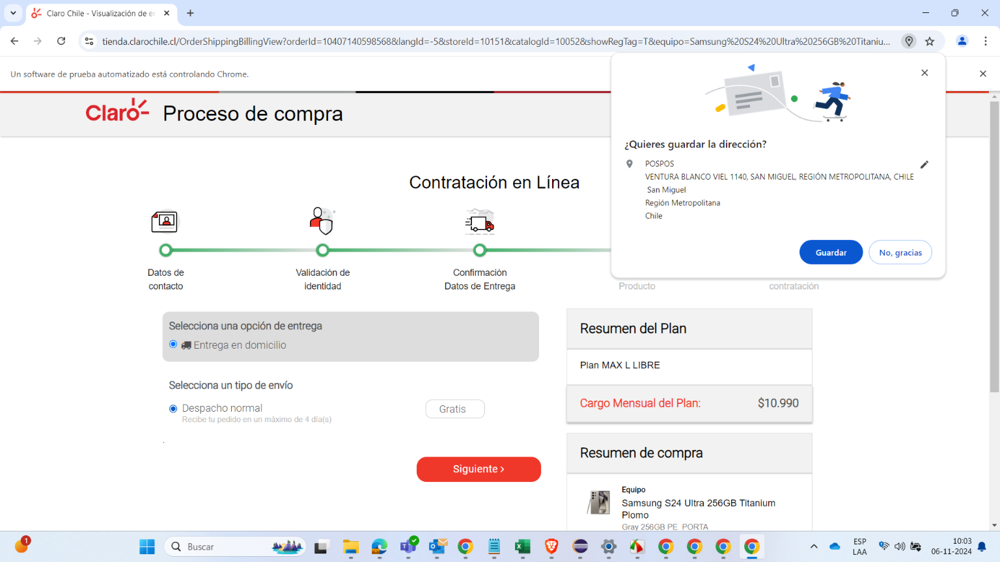 Claro Chile - Visualización de e
tienda.clarochile.cl/OrderShippingBillingView?orderId=10407140598568&langId=-5&storeId=10151&catalogId=10052&showRegTag=T&equipo=Samsung%20S24%20Ultra%20256GB%20Titaniu...
Un software de prueba automatizado está controlando Chrome.
Claro
Proceso de compra
¿Quieres guardar la dirección?
POSPOS
VENTURA BLANCO VIEL 1140, SAN MIGUEL, REGIÓN METROPOLITANA, CHILE
San Miguel
Región Metropolitana
Chile
Guardar
No, gracias
Contratación en Línea
Datos de
contacto
Validación de
identidad
Confirmación
Datos de Entrega
Producto
contratación
Selecciona una opción de entrega
Entrega en domicilio
Selecciona un tipo de envío
Despacho normal
Gratis
Recibe tu pedido en un máximo de 4 día(s)
.
Siguiente ›
Resumen del Plan
Plan MAX L LIBRE
Cargo Mensual del Plan: $10.990
Resumen de compra
Equipo
Samsung S24 Ultra 256GB Titanium
Plomo
Gray 256GB PE_PORTA
1
Buscar
ESP
LAA
10:03
06-11-2024